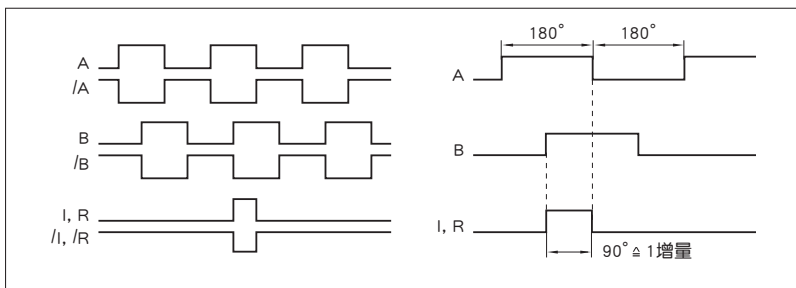 A
/A
B
/B
I, R
/I, /R
180° 180°
A
B
I, R
90° ≙ 1增量